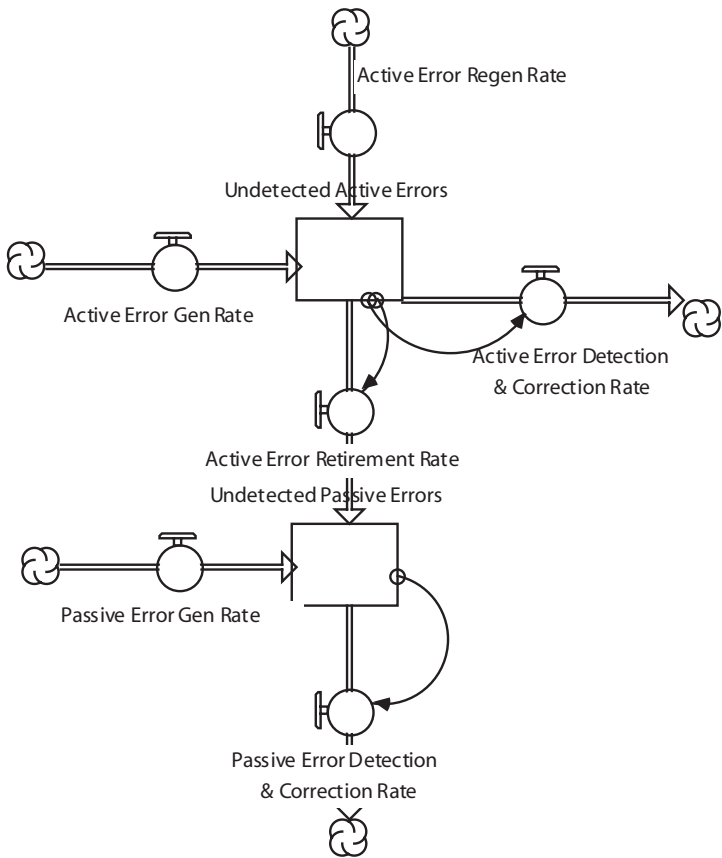 Active Error Regen Rate
Undetected Active Errors
Active Error Gen Rate
Active Error Detection
& Correction Rate
Active Error Retirement Rate
Undetected Passive Errors
Passive Error Gen Rate
Passive Error Detection
& Correction Rate